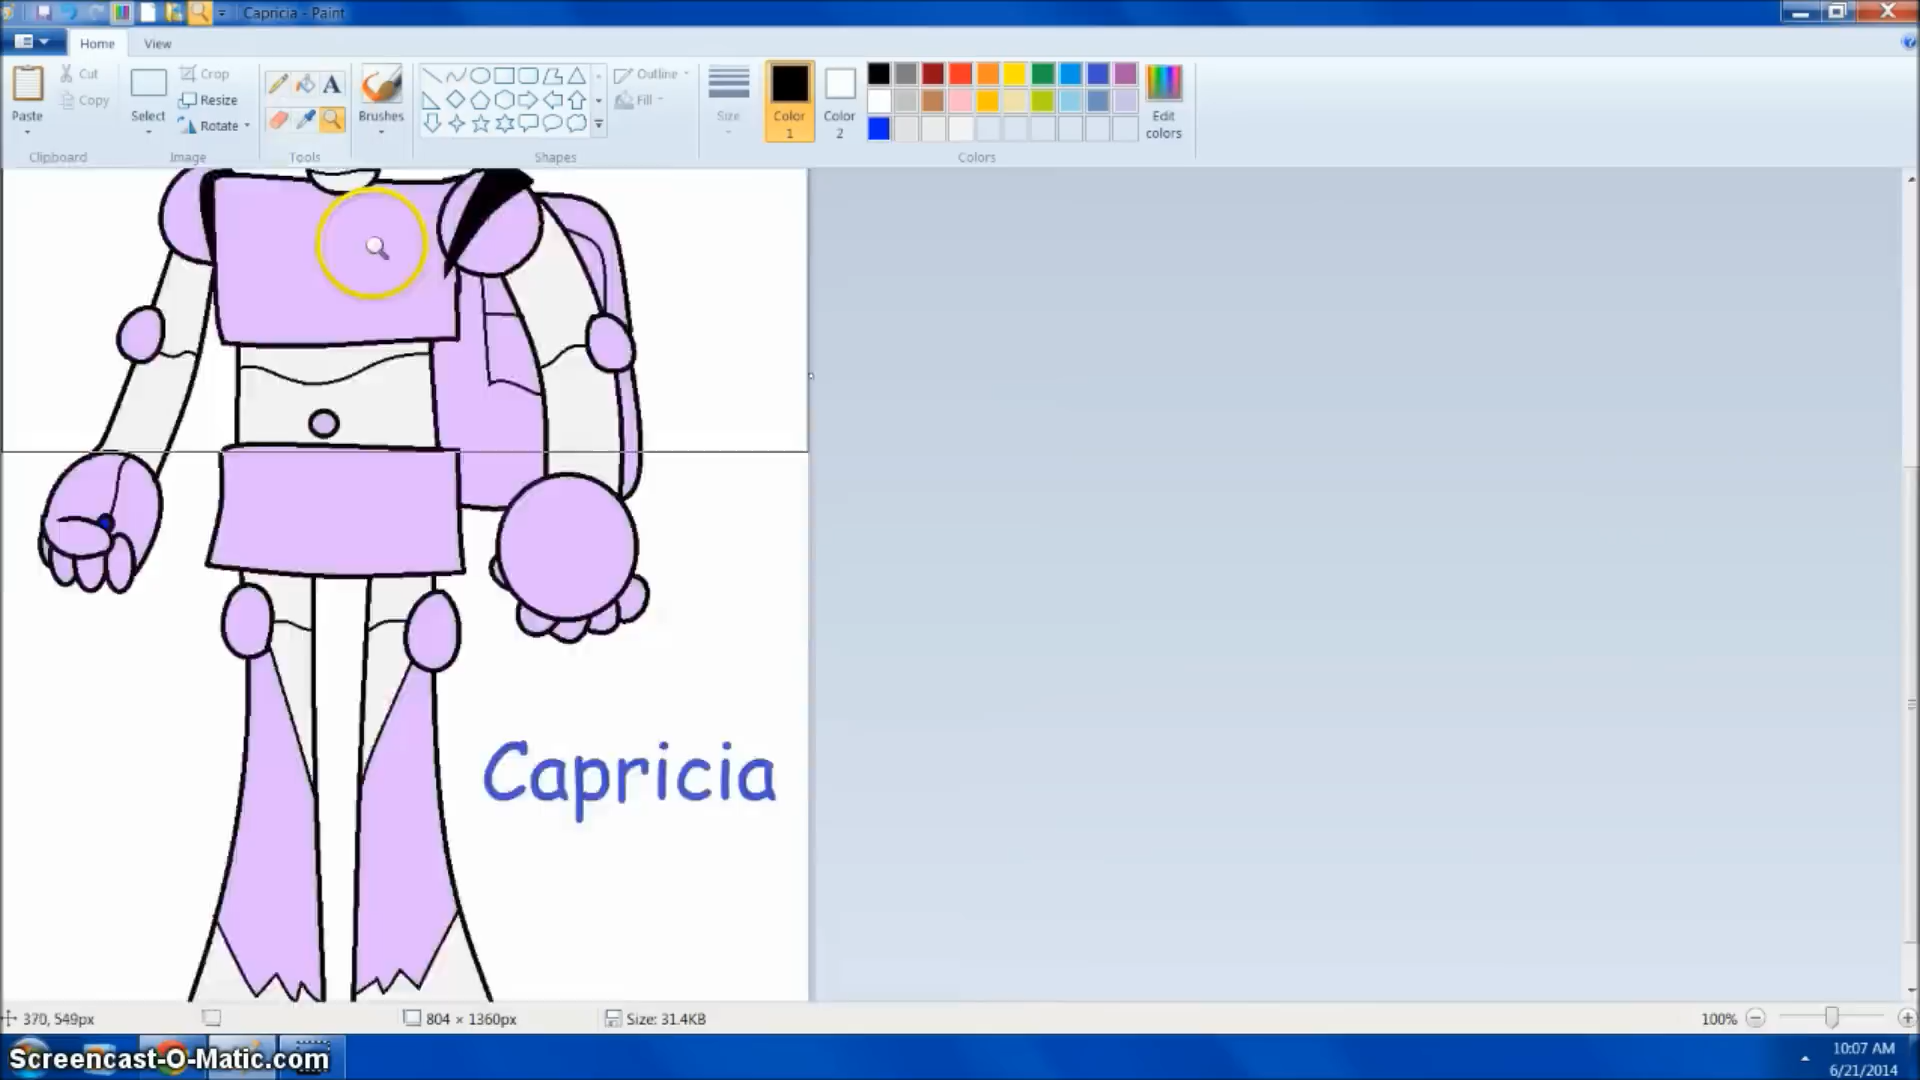 Capricia - Paint
Home View
Paste
Cut
Copy
Clipboard
Select
Crop
Resize
Rotate
Image
A
Tools
Brushes
Outline
Fill
Shapes
Size
Color 1
Color 2
Edit colors
Colors
Capricia
370, 549px
804 × 1360px
Size: 31.4KB
100%
Screencast-O-Matic.com
10:07 AM
6/21/2014